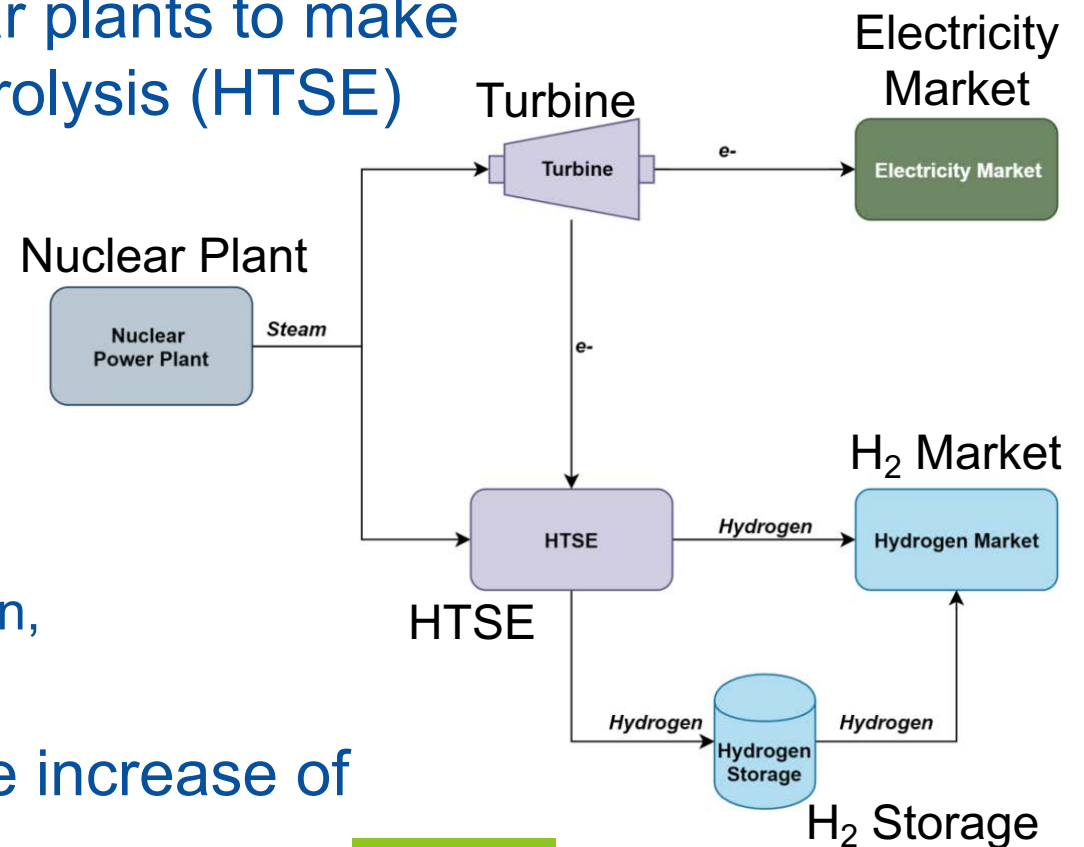 ar plants to make
rolysis (HTSE)
Electricity
Market
Turbine
Turbine
e-
Electricity Market
Nuclear Plant
Nuclear
Power Plant
Steam
e-
H₂ Market
HTSE
Hydrogen
Hydrogen Market
n,
HTSE
Hydrogen
Hydrogen
Hydrogen
Storage
e increase of
H₂ Storage